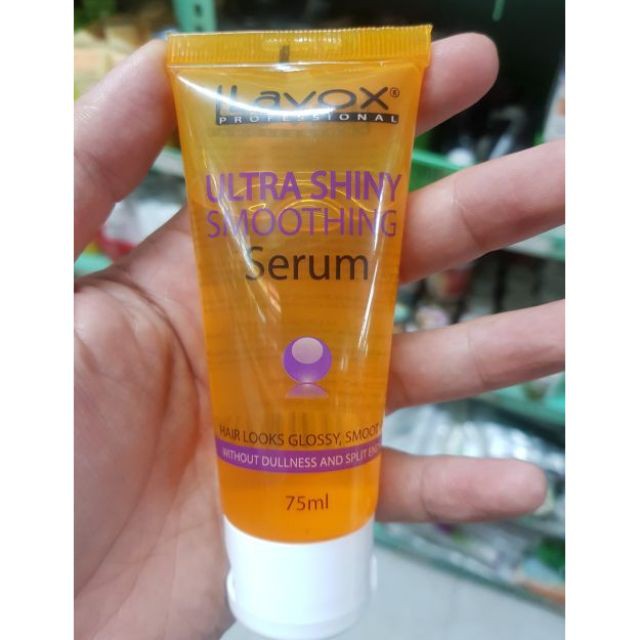 Lavox®
PROFESSIONAL
ULTRA SHINY
SMOOTHING
Serum
HAIR LOOKS GLOSSY,
WITHOUT DULLNESS AND SPLIT
75ml